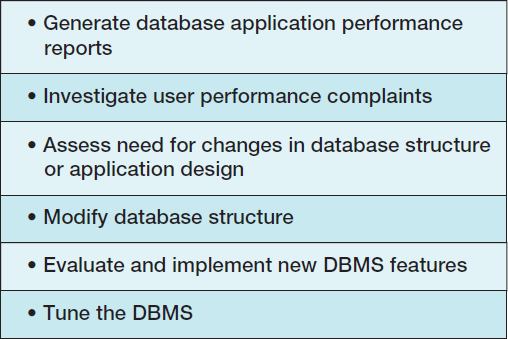 • Generate database application performance
reports
• Investigate user performance complaints
• Assess need for changes in database structure
or application design
• Modify database structure
• Evaluate and implement new DBMS features
• Tune the DBMS